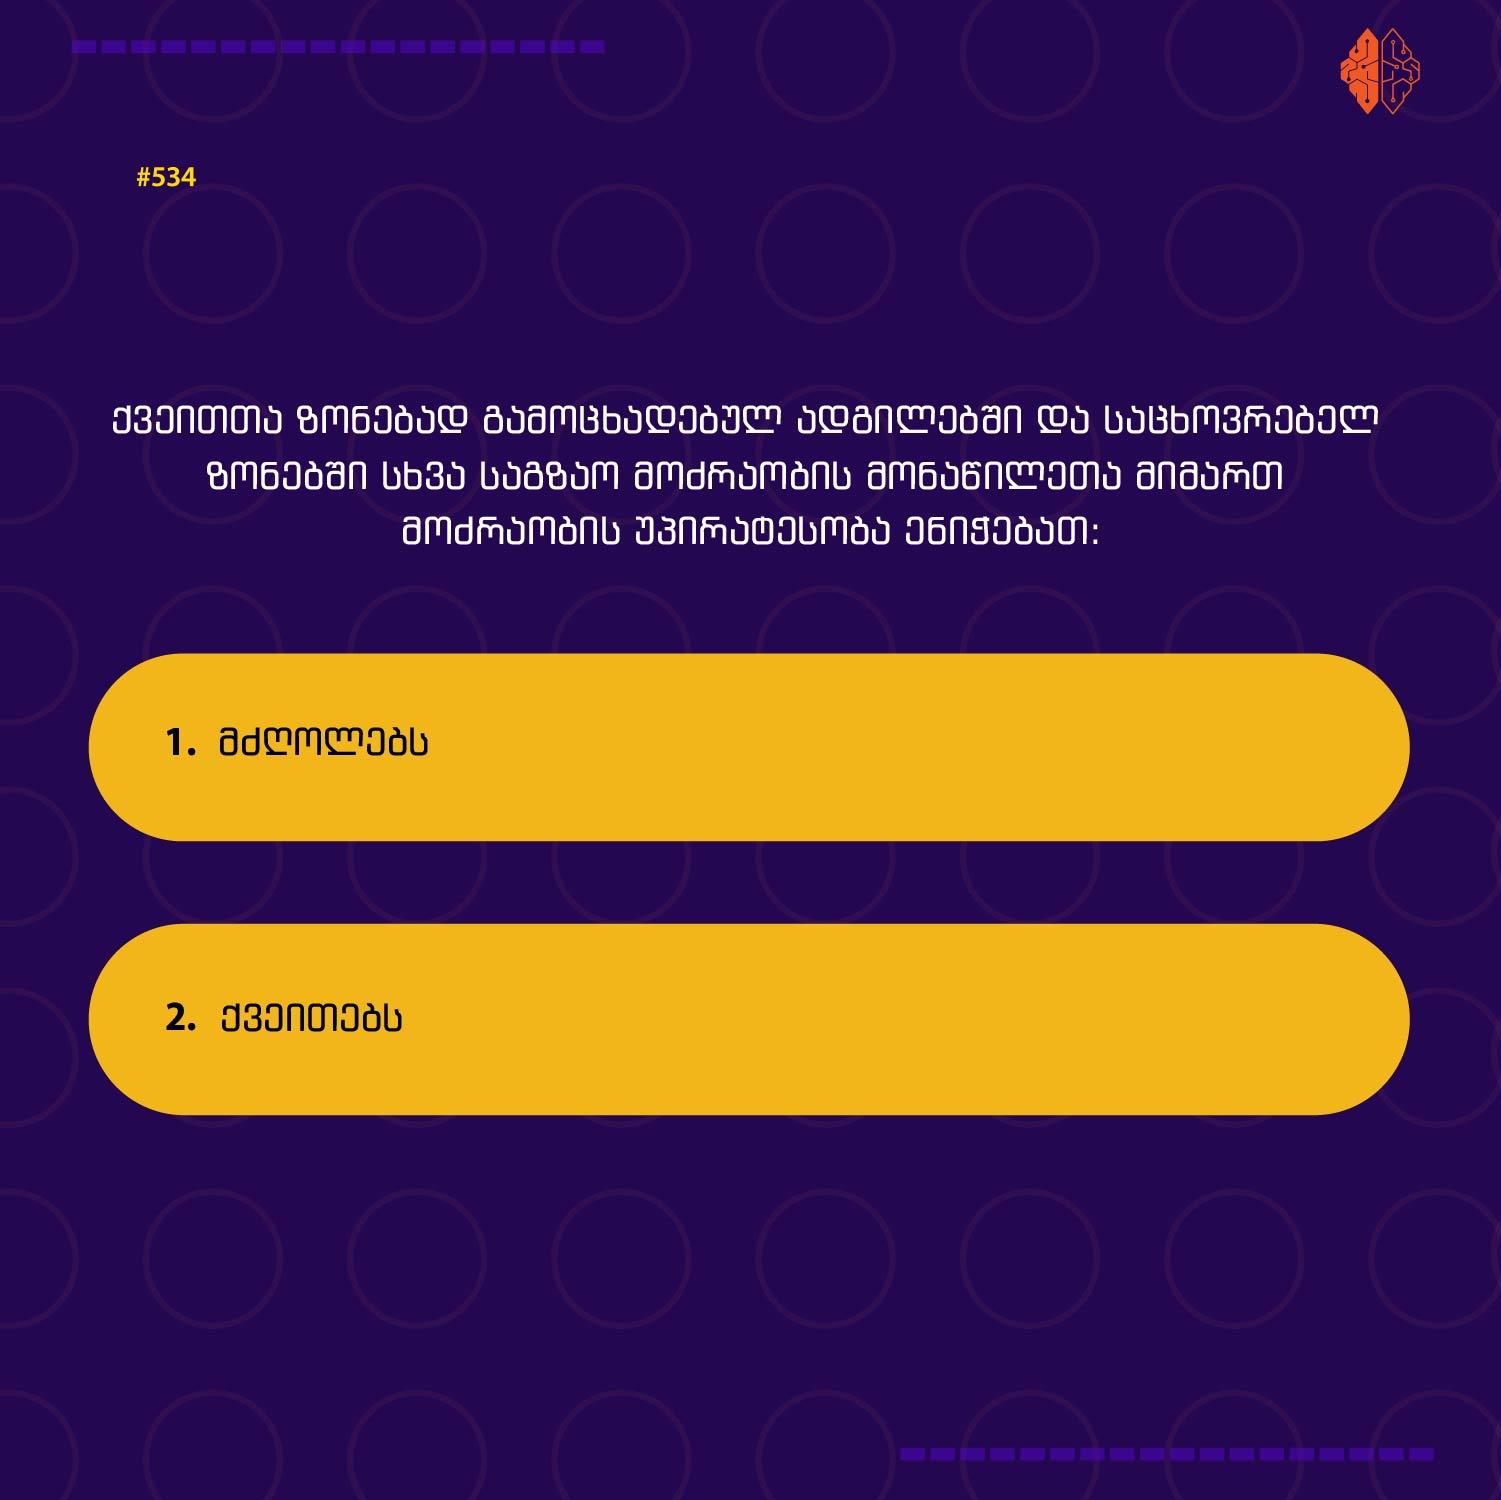 #534
ქვეითთა ზონებად გამოცხადებულ ადგილებში და საცხოვრებელ
ზონებში სხვა საგზაო მოძრაობის მონაწილეთა მიმართ
მოძრაობის უპირატესობა ენიჭებათ:
1. მძღოლებს
2. ქვეითებს